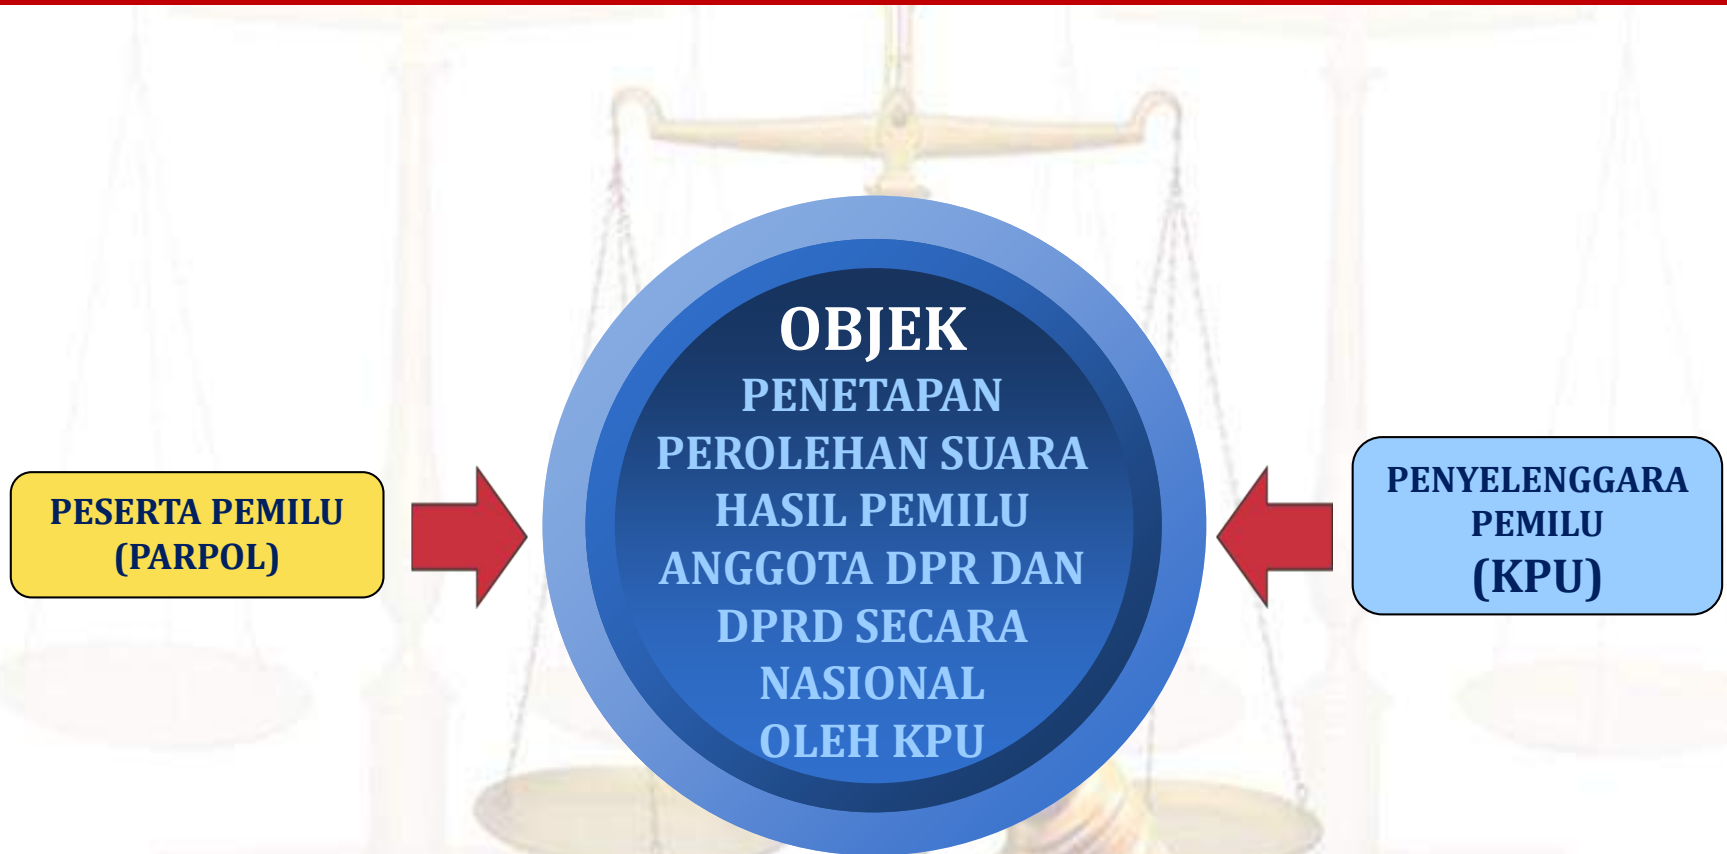 PESERTA PEMILU
(PARPOL)
OBJEK
PENETAPAN
PEROLEHAN SUARA
HASIL PEMILU
ANGGOTA DPR DAN
DPRD SECARA
NASIONAL
OLEH KPU
PENYELENGGARA
PEMILU
(KPU)